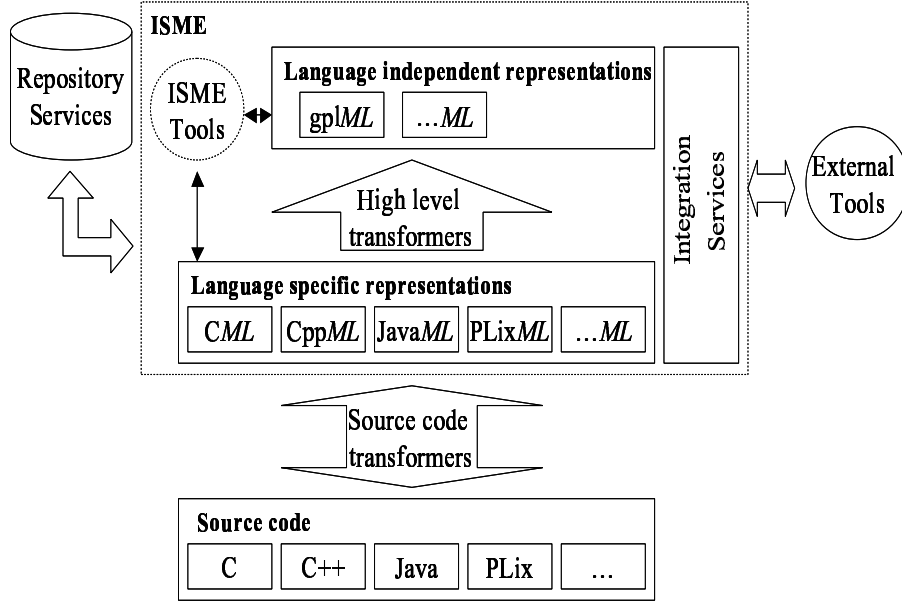 ISME
Repository
Services
Language independent representations
ISME
Tools
gplML
...ML
Integration
Services
External
Tools
High level
transformers
Language specific representations
CML
CppML
JavaML
PLixML
...ML
Source code
transformers
Source code
C
C++
Java
PLix
...